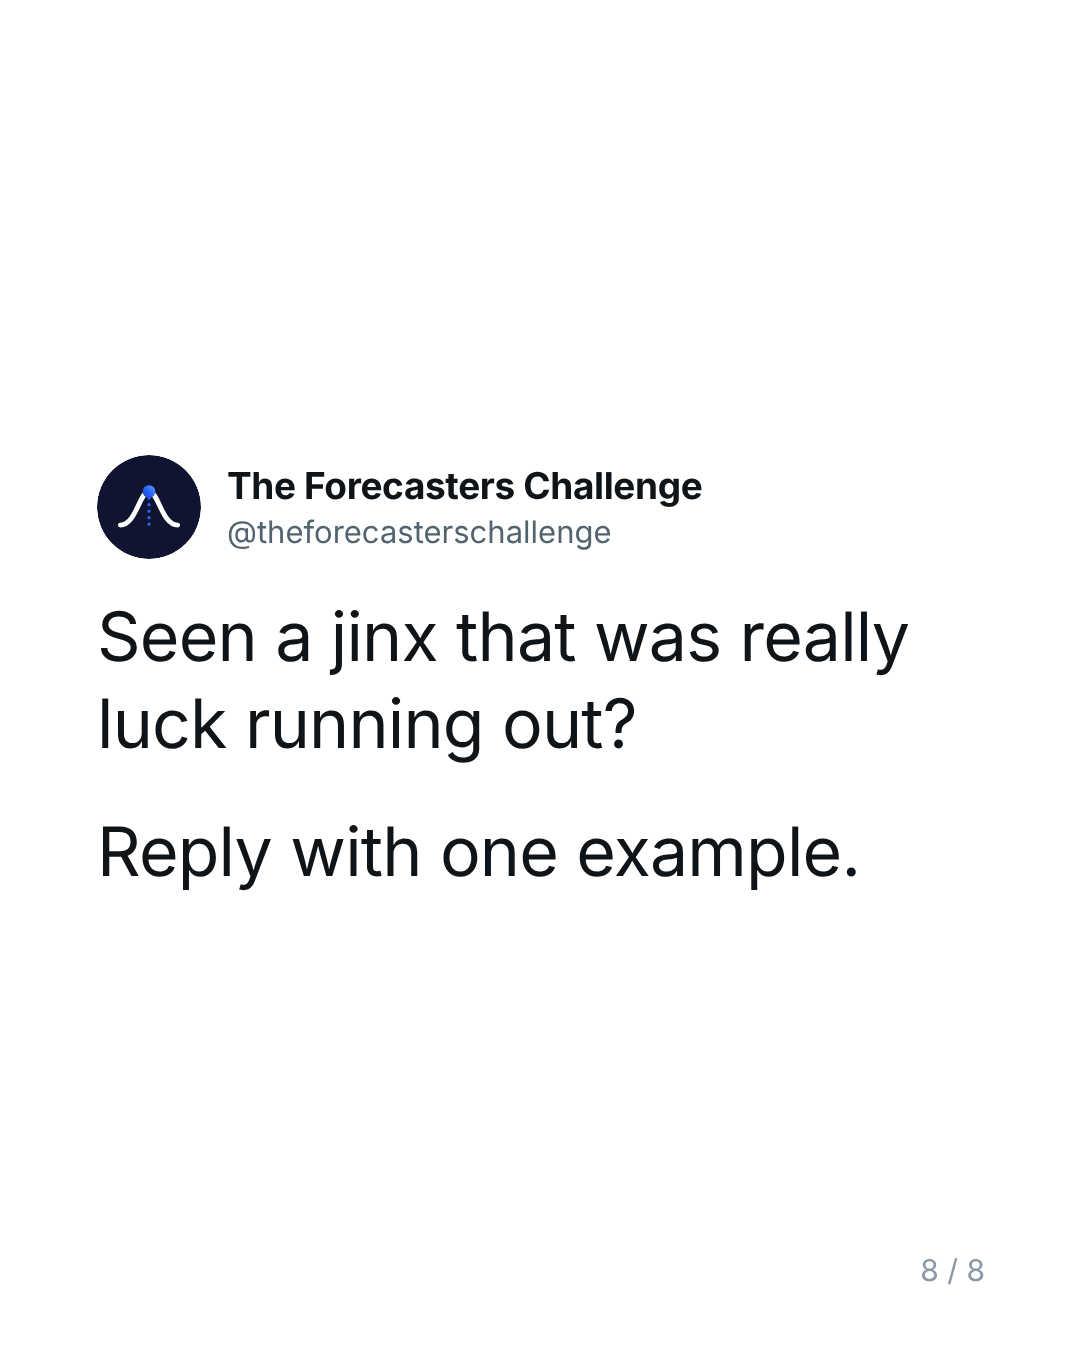 The Forecasters Challenge
@theforecasterschallenge
Seen a jinx that was really
luck running out?
Reply with one example.
8 / 8